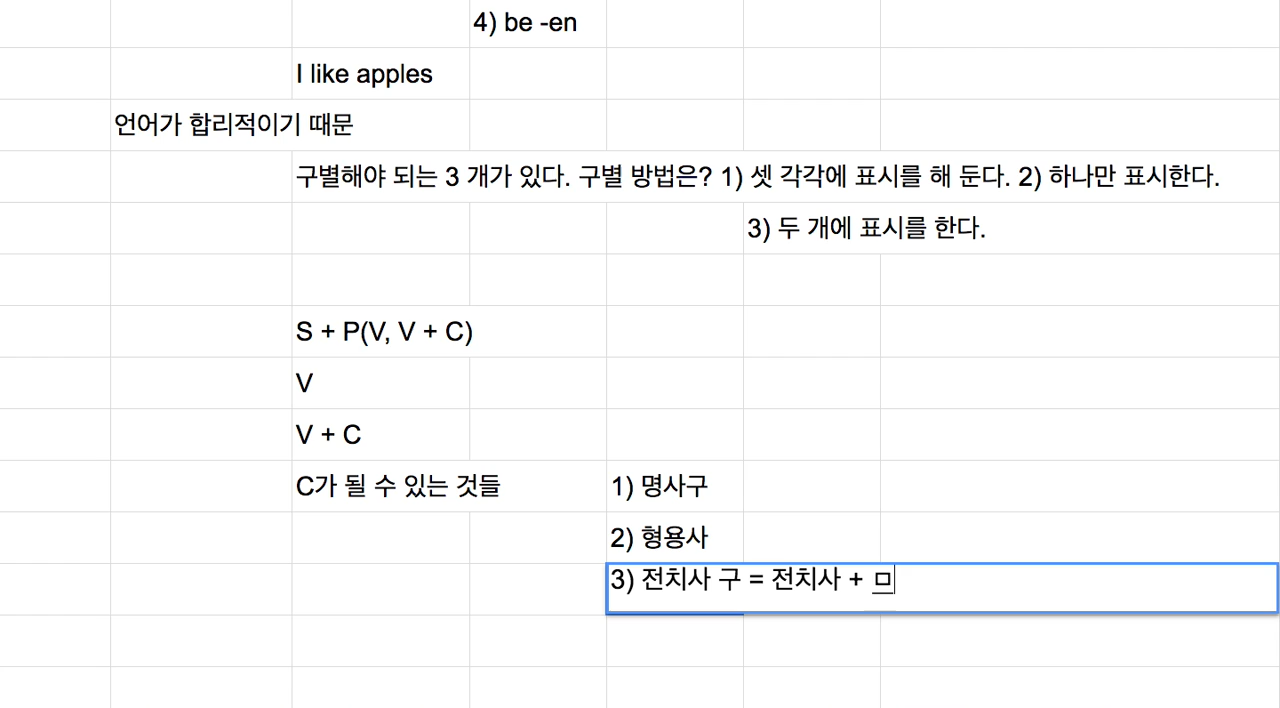 4) be -en
I like apples
언어가 합리적이기 때문
구별해야 되는 3 개가 있다. 구별 방법은? 1) 셋 각각에 표시를 해 둔다. 2) 하나만 표시한다.
3) 두 개에 표시를 한다.
S + P(V, V + C)
V
V + C
C가 될 수 있는 것들 1) 명사구
2) 형용사
3) 전치사 구 = 전치사 + ㅁ